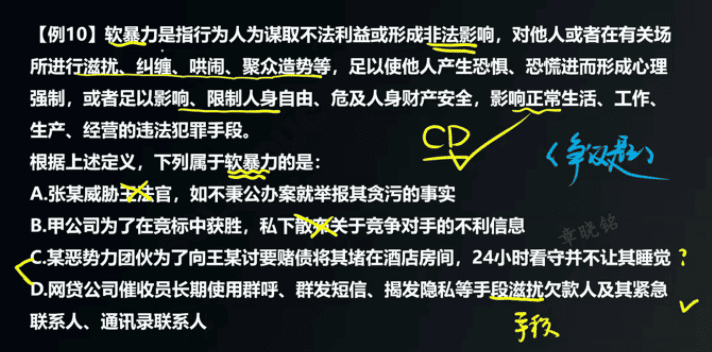 【例10】软暴力是指行为人为谋取不法利益或形成非法影响，对他人或者在有关场
所进行滋扰、纠缠、哄闹、聚众造势等，足以使他人产生恐惧、恐慌进而形成心理
强制，或者足以影响、限制人身自由、危及人身财产安全，影响正常生活、工作、
生产、经营的违法犯罪手段。
CD
（争议题）
根据上述定义，下列属于软暴力的是：
A.张某威胁主法官，如不秉公办案就举报其贪污的事实
B.甲公司为了在竞标中获胜，私下散布关于竞争对手的不利信息
章晓铭
C.某恶势力团伙为了向王某讨要赌债将其堵在酒店房间，24小时看守并不让其睡觉 ?
D.网贷公司催收员长期使用群呼、群发短信、揭发隐私等手段滋扰欠款人及其紧急
联系人、通讯录联系人
手段